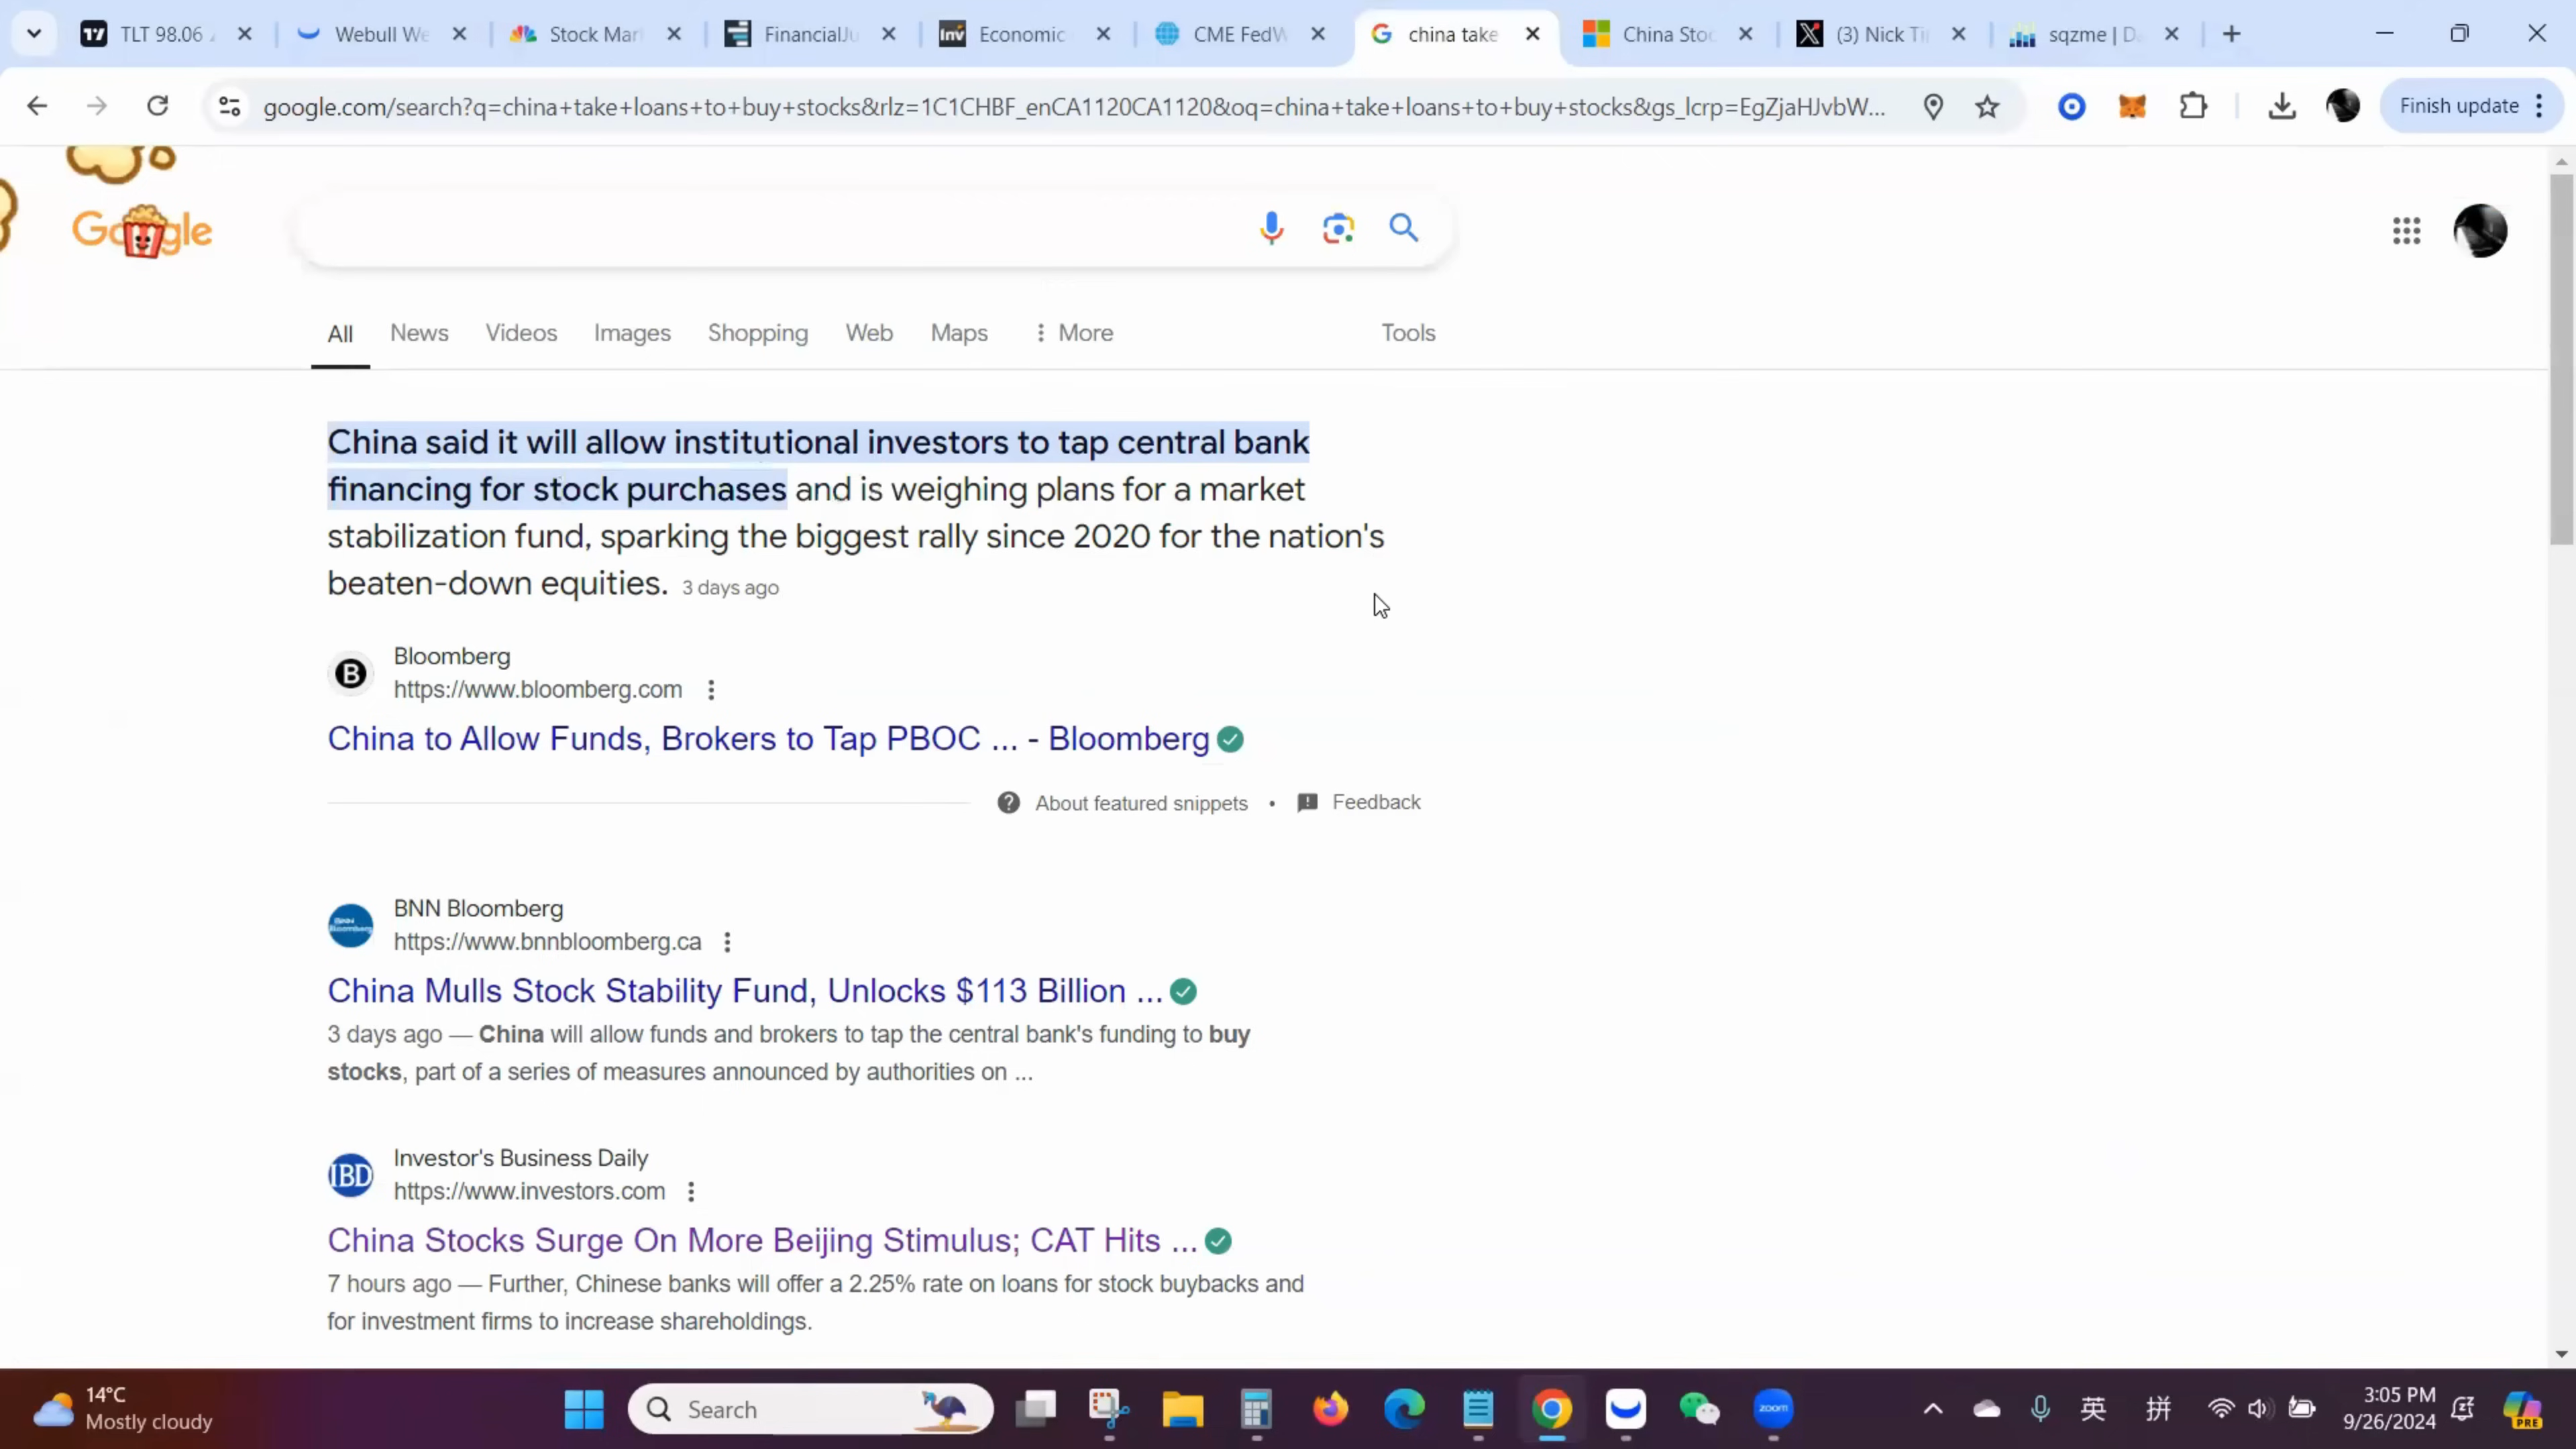 TLT 98.06
Webull We
Stock Mar
FinancialJu
Economic
CME FedW
china take
China Stoc
(3) Nick Ti
sqzme | D
google.com/search?q=china+take+loans+to+buy+stocks&rlz=1C1CHBF_enCA1120CA1120&oq=china+take+loans+to+buy+stocks&gs_lcrp=EgZjaHJvbW...
Finish update
Google
All
News
Videos
Images
Shopping
Web
Maps
More
Tools
China said it will allow institutional investors to tap central bank
financing for stock purchases and is weighing plans for a market
stabilization fund, sparking the biggest rally since 2020 for the nation's
beaten-down equities. 3 days ago
Bloomberg
https://www.bloomberg.com
China to Allow Funds, Brokers to Tap PBOC ... - Bloomberg
About featured snippets • Feedback
BNN Bloomberg
https://www.bnnbloomberg.ca
China Mulls Stock Stability Fund, Unlocks $113 Billion ...
3 days ago — China will allow funds and brokers to tap the central bank's funding to buy
stocks, part of a series of measures announced by authorities on ...
IBD
Investor's Business Daily
https://www.investors.com
China Stocks Surge On More Beijing Stimulus; CAT Hits ...
7 hours ago — Further, Chinese banks will offer a 2.25% rate on loans for stock buybacks and
for investment firms to increase shareholdings.
14°C
Mostly cloudy
Search
zoom
英
拼
3:05 PM
9/26/2024
PRE